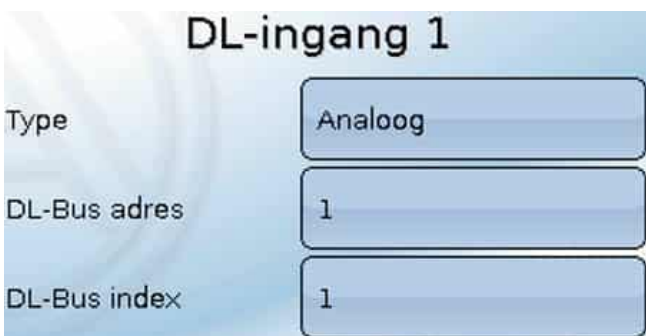 DL-ingang 1
Type Analoog
DL-Bus adres 1
DL-Bus index 1